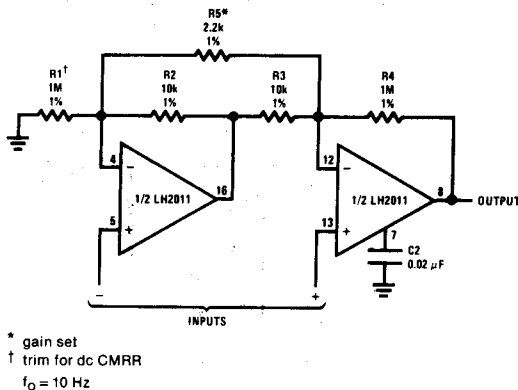 R5*
2.2k
1%
R1†
1M
1%
R2
10k
1%
R3
10k
1%
R4
1M
1%
4
−
1/2 LH2011
16
5
+
12
−
1/2 LH2011
8
OUTPUT
13
+
7
C2
0.02 µF
−
+
INPUTS
* gain set
† trim for dc CMRR
fO = 10 Hz